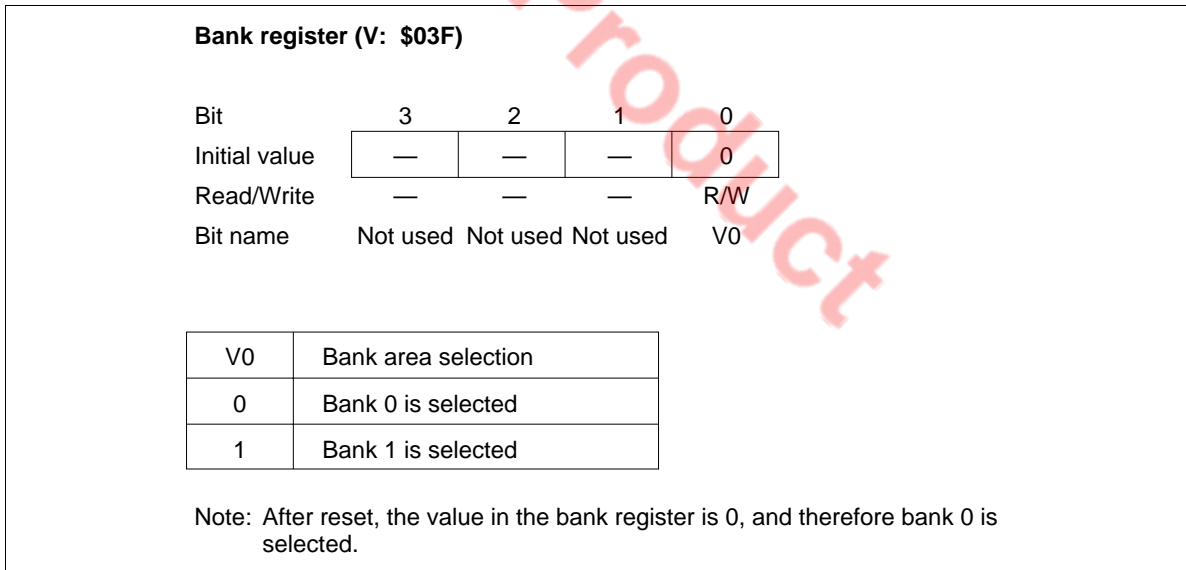 Bank register (V: $03F)
Bit 3 2 1 0
Initial value — — — 0
Read/Write — — — R/W
Bit name Not used Not used Not used V0
V0 Bank area selection
0 Bank 0 is selected
1 Bank 1 is selected
Note: After reset, the value in the bank register is 0, and therefore bank 0 is
selected.
roduct